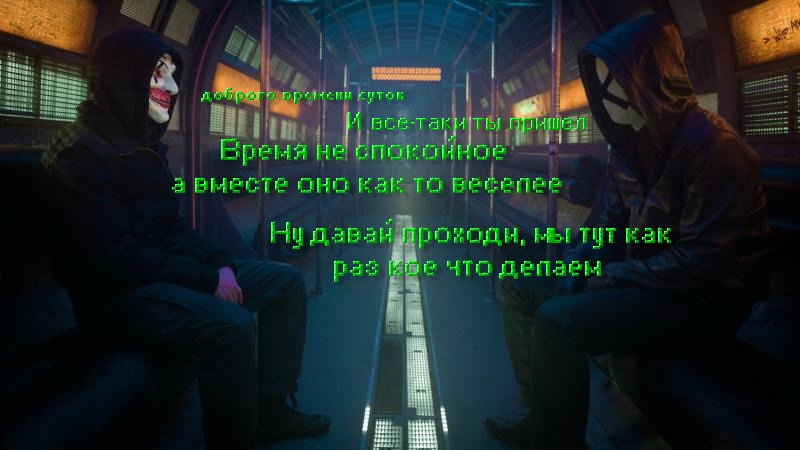 доброго времени суток
И все-таки ты пришел
Время не спокойное
а вместе оно как то веселее
Ну давай проходи, мы тут как
раз кое что делаем